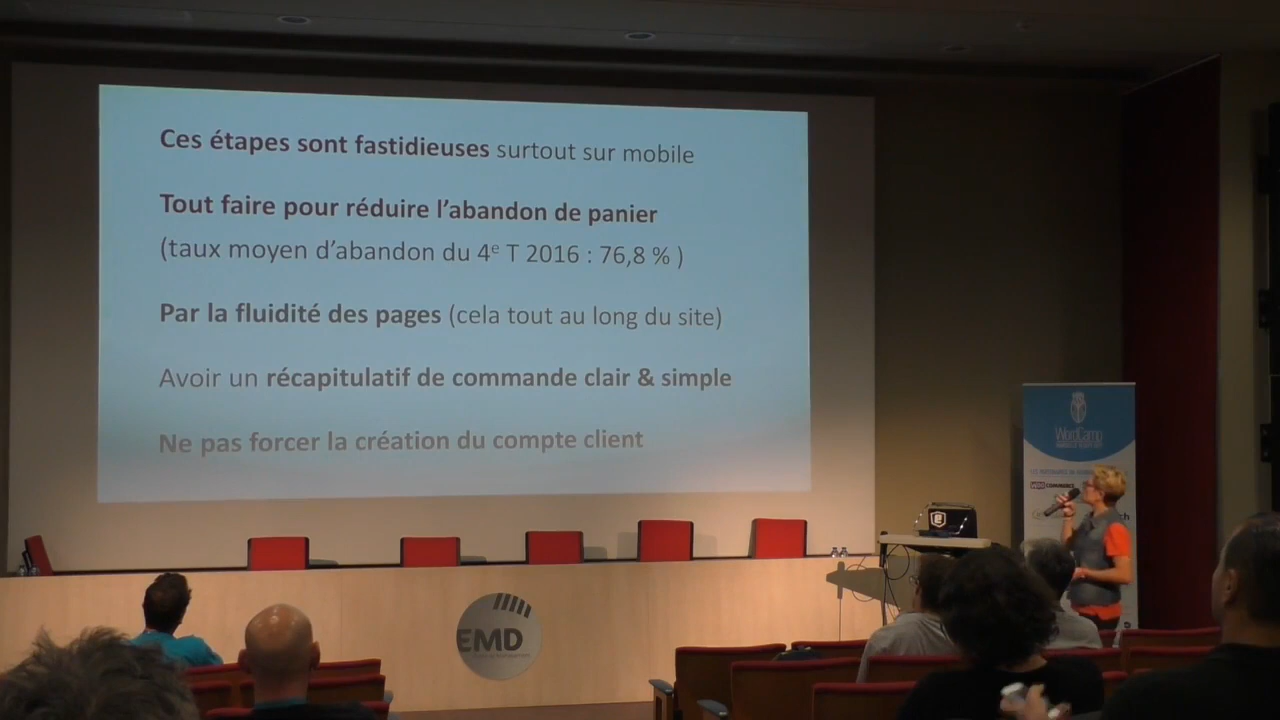 Ces étapes sont fastidieuses surtout sur mobile
Tout faire pour réduire l’abandon de panier
(taux moyen d’abandon du 4e T 2016 : 76,8 % )
Par la fluidité des pages (cela tout au long du site)
Avoir un récapitulatif de commande clair & simple
Ne pas forcer la création du compte client
WordCamp
WOO COMMERCE
EMD